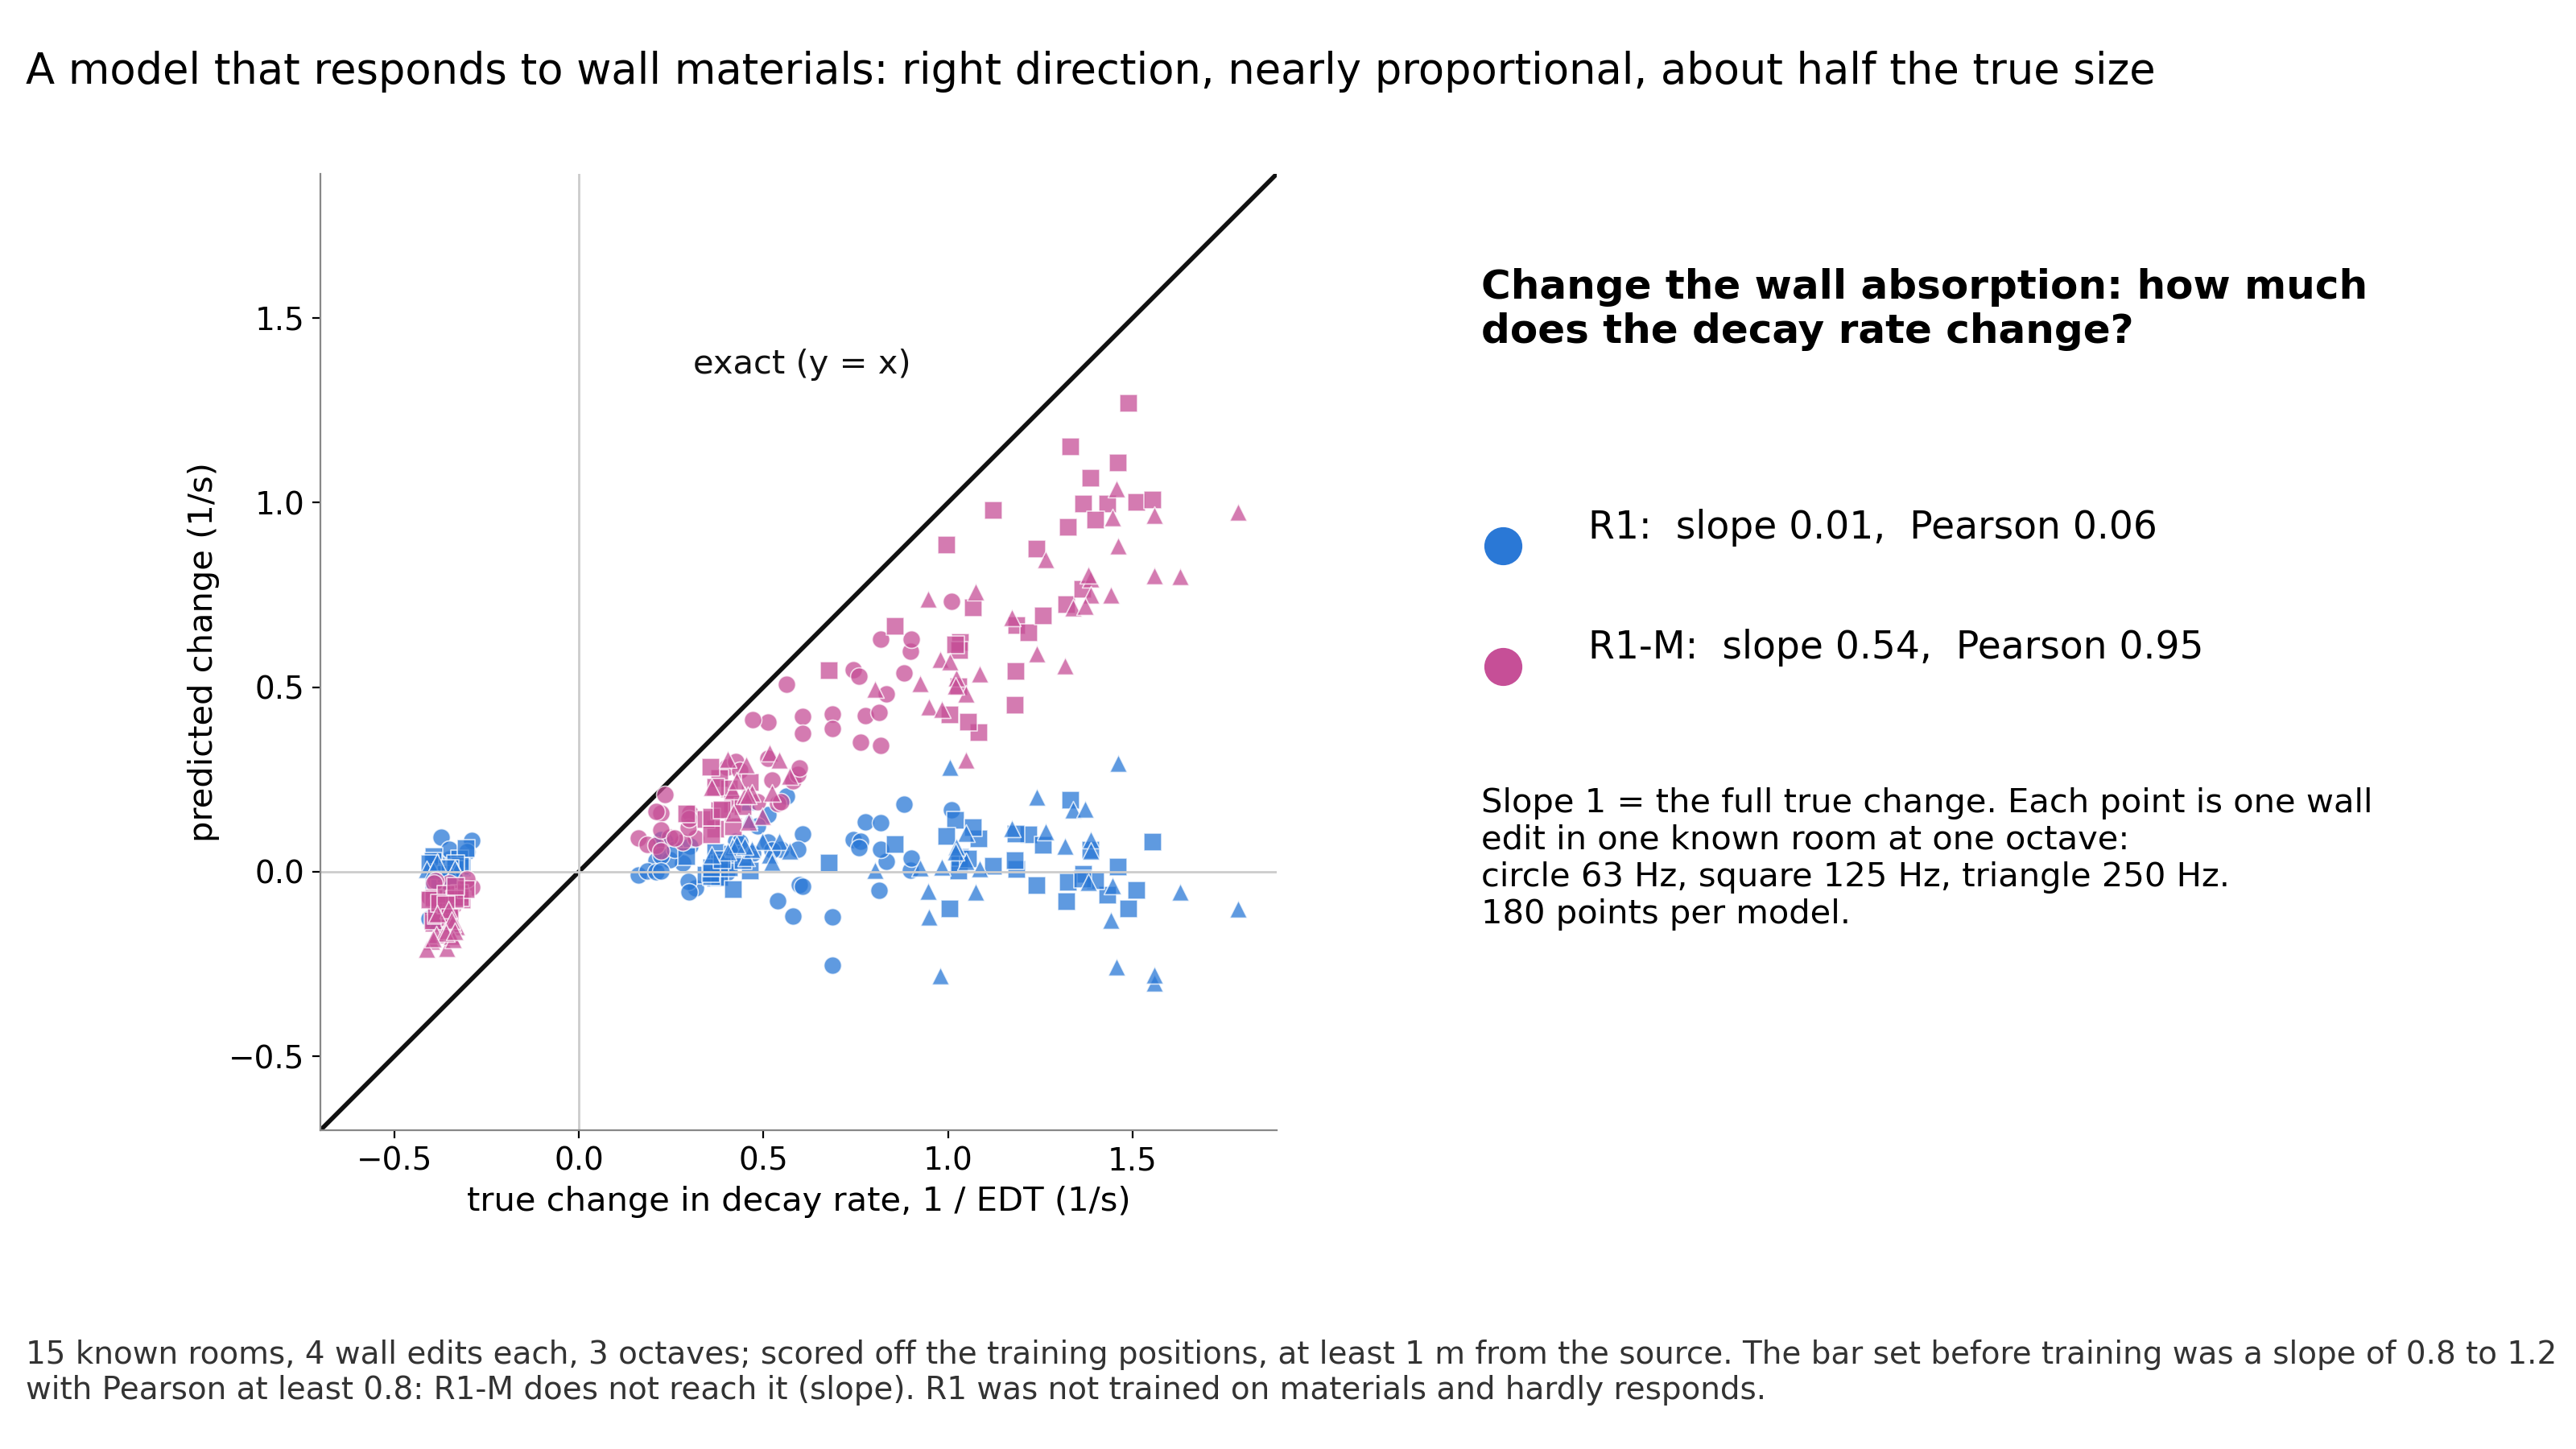 A model that responds to wall materials: right direction, nearly proportional, about half the true size
exact (y = x)
predicted change (1/s)
1.5
1.0
0.5
0.0
−0.5
−0.5
0.0
0.5
1.0
1.5
true change in decay rate, 1 / EDT (1/s)
Change the wall absorption: how much
does the decay rate change?
R1:  slope 0.01,  Pearson 0.06
R1-M:  slope 0.54,  Pearson 0.95
Slope 1 = the full true change. Each point is one wall
edit in one known room at one octave:
circle 63 Hz, square 125 Hz, triangle 250 Hz.
180 points per model.
15 known rooms, 4 wall edits each, 3 octaves; scored off the training positions, at least 1 m from the source. The bar set before training was a slope of 0.8 to 1.2
with Pearson at least 0.8: R1-M does not reach it (slope). R1 was not trained on materials and hardly responds.